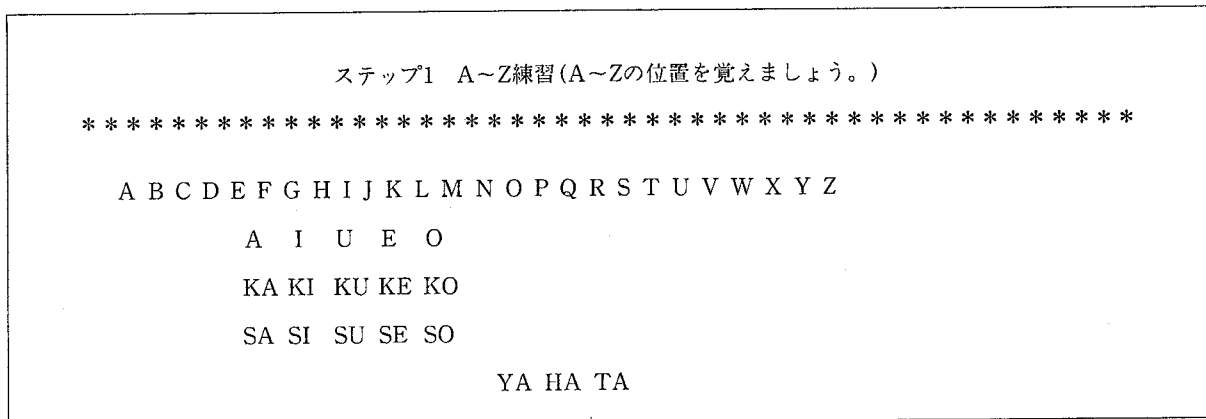 ステップ1 A~Z練習(A~Zの位置を覚えましょう。)
***********************************************
A B C D E F G H I J K L M N O P Q R S T U V W X Y Z
A I U E O
KA KI KU KE KO
SA SI SU SE SO
YA HA TA